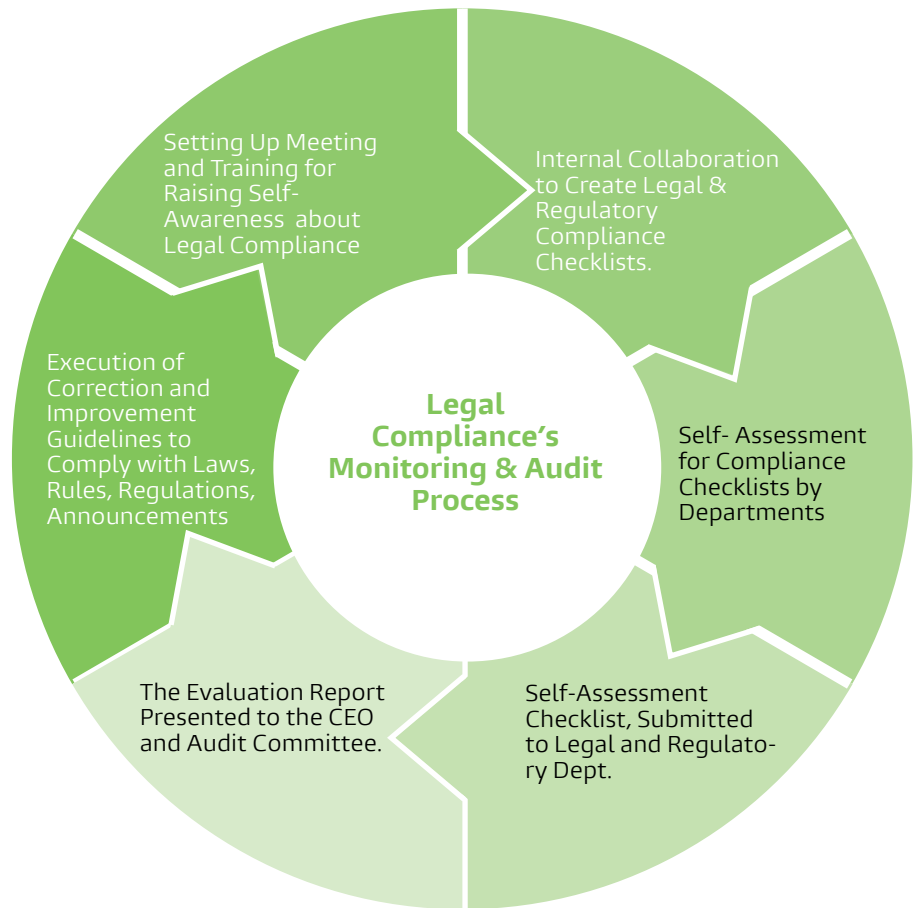 Setting Up Meeting
and Training for
Raising Self-
Awareness about
Legal Compliance
Internal Collaboration
to Create Legal &
Regulatory
Compliance
Checklists.
Self- Assessment
for Compliance
Checklists by
Departments
Self-Assessment
Checklist, Submitted
to Legal and Regulato-
ry Dept.
The Evaluation Report
Presented to the CEO
and Audit Committee.
Execution of
Correction and
Improvement
Guidelines to
Comply with Laws,
Rules, Regulations,
Announcements
Legal
Compliance’s
Monitoring & Audit
Process